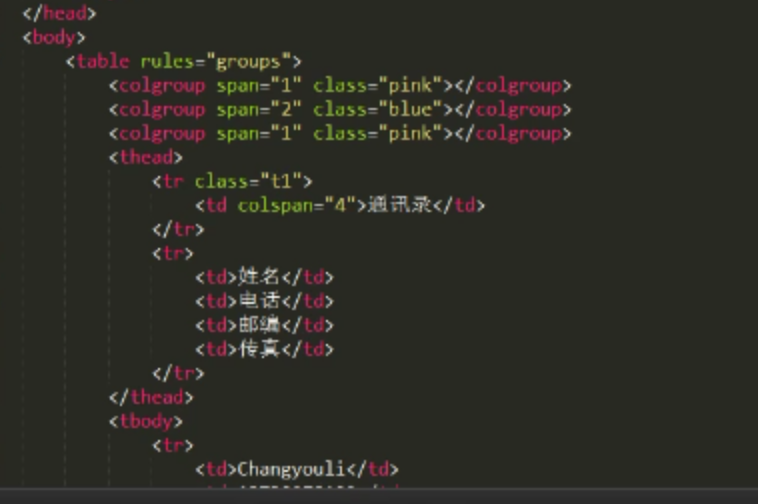 </head>
<body>
<table rules="groups">
<colgroup span="1" class="pink"></colgroup>
<colgroup span="2" class="blue"></colgroup>
<colgroup span="1" class="pink"></colgroup>
<thead>
<tr class="t1">
<td colspan="4">通讯录</td>
</tr>
<tr>
<td>姓名</td>
<td>电话</td>
<td>邮编</td>
<td>传真</td>
</tr>
</thead>
<tbody>
<tr>
<td>Changyouli</td>